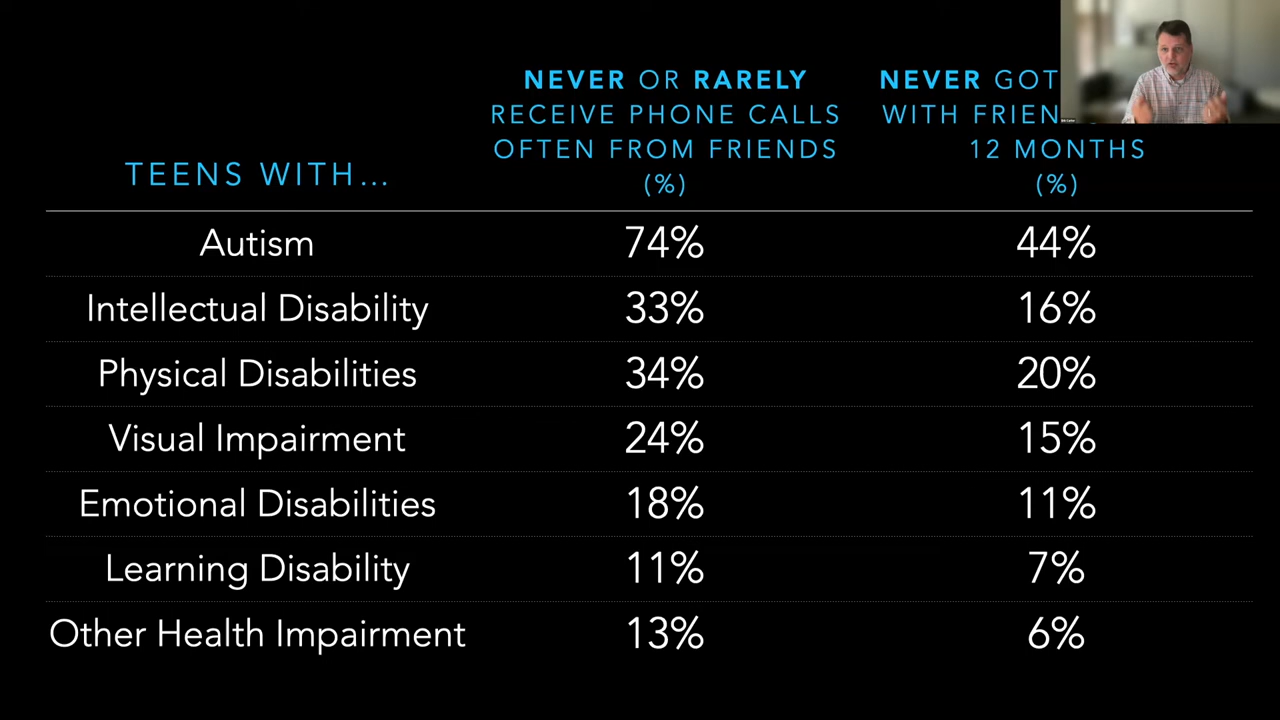 TEENS WITH...
NEVER OR RARELY
RECEIVE PHONE CALLS
OFTEN FROM FRIENDS
(%)
NEVER GOT
WITH
12 MONTHS
(%)
Autism 74% 44%
Intellectual Disability 33% 16%
Physical Disabilities 34% 20%
Visual Impairment 24% 15%
Emotional Disabilities 18% 11%
Learning Disability 11% 7%
Other Health Impairment 13% 6%